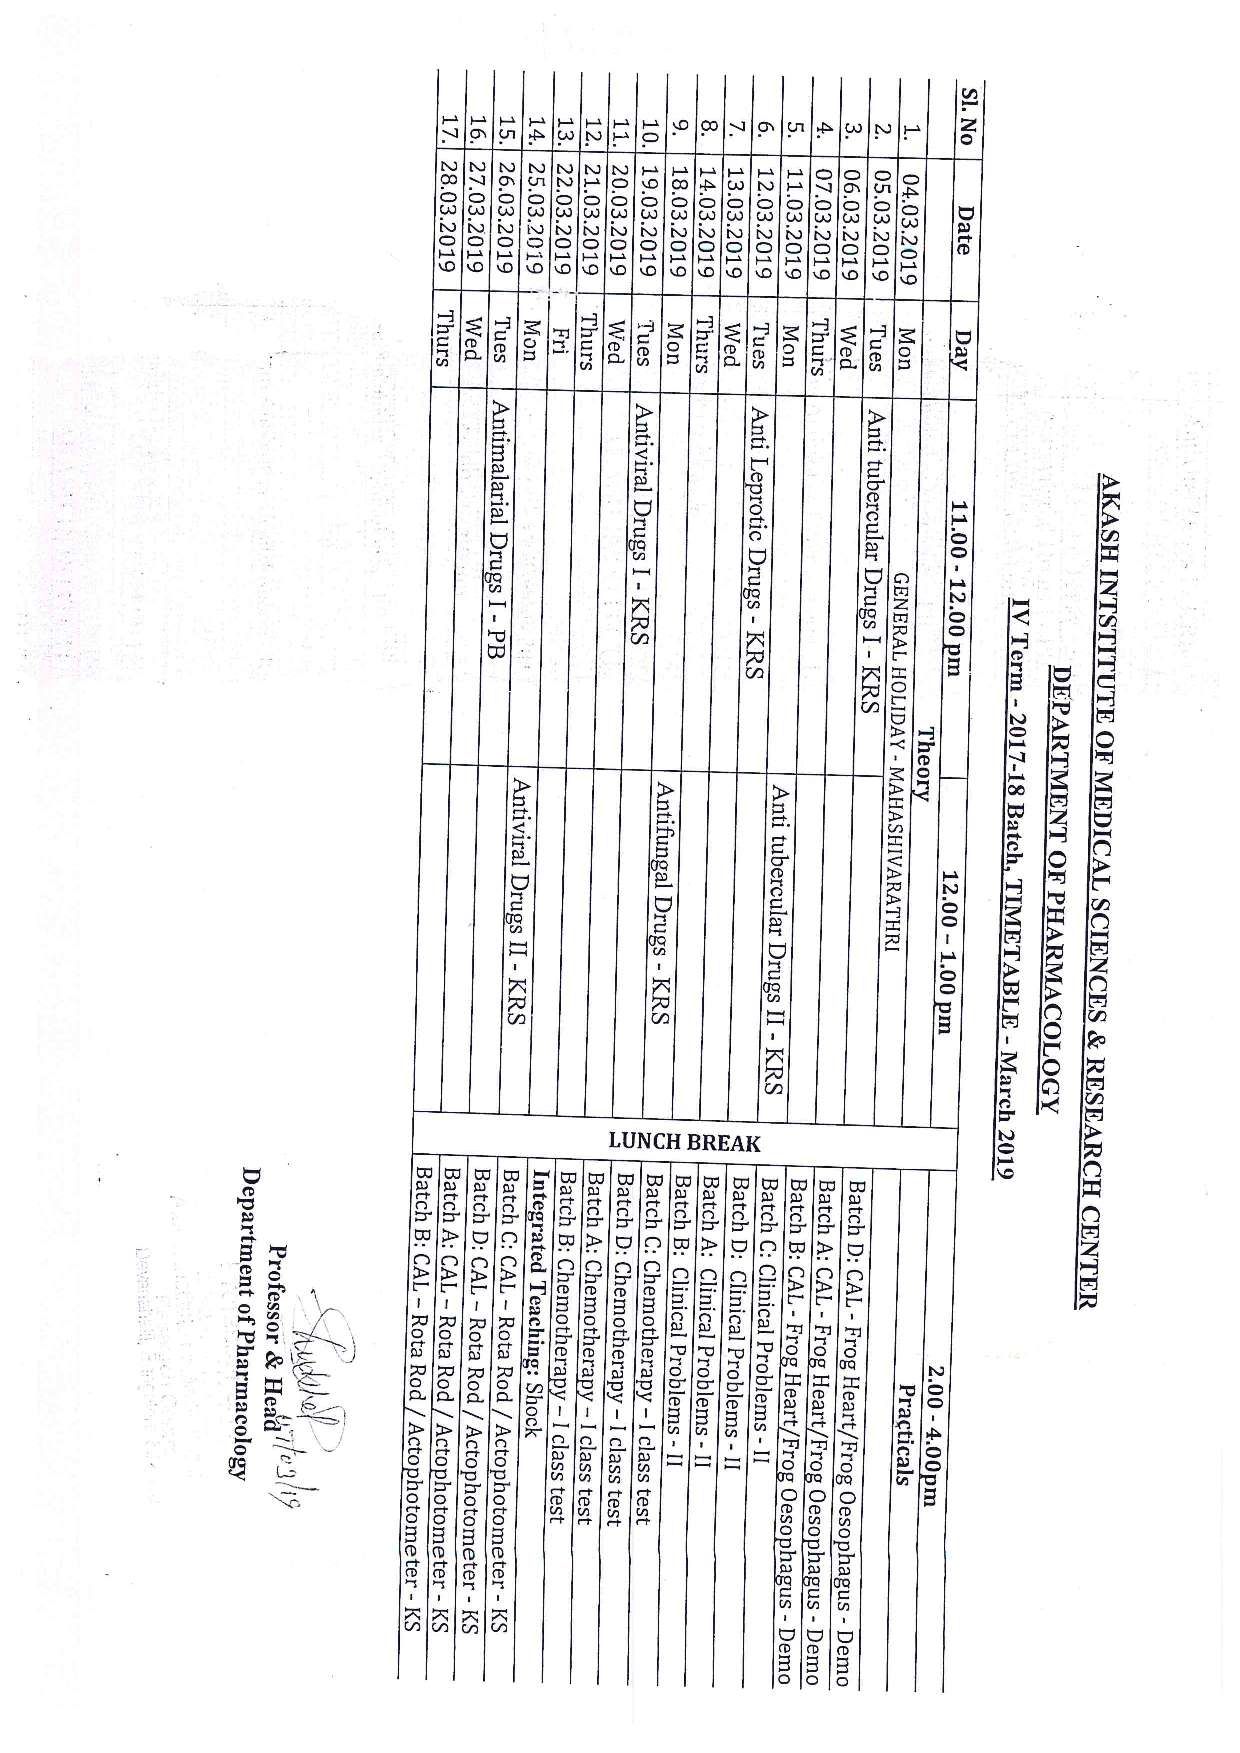 AKASH INTSTITUTE OF MEDICAL SCIENCES & RESEARCH CENTER
DEPARTMENT OF PHARMACOLOGY
IV Term - 2017-18 Batch, TIMETABLE - March 2019
Sl. No Date Day 11.00 - 12.00 pm 12.00 – 1.00 pm LUNCH BREAK 2.00 - 4.00pm
Theory Practicals
1. 04.03.2019 Mon GENERAL HOLIDAY - MAHASHIVARATHRI
2. 05.03.2019 Tues Anti tubercular Drugs I - KRS Batch D: CAL - Frog Heart/Frog Oesophagus - Demo
3. 06.03.2019 Wed Batch A: CAL - Frog Heart/Frog Oesophagus - Demo
4. 07.03.2019 Thurs Batch B: CAL - Frog Heart/Frog Oesophagus - Demo
5. 11.03.2019 Mon Anti tubercular Drugs II - KRS Batch C: Clinical Problems - II
6. 12.03.2019 Tues Anti Leprotic Drugs - KRS Batch D: Clinical Problems - II
7. 13.03.2019 Wed Batch A: Clinical Problems - II
8. 14.03.2019 Thurs Batch B: Clinical Problems - II
9. 18.03.2019 Mon Antifungal Drugs - KRS Batch C: Chemotherapy – I class test
10. 19.03.2019 Tues Antiviral Drugs I - KRS Batch D: Chemotherapy – I class test
11. 20.03.2019 Wed Batch A: Chemotherapy – I class test
12. 21.03.2019 Thurs Batch B: Chemotherapy – I class test
13. 22.03.2019 Fri Integrated Teaching: Shock
14. 25.03.2019 Mon Antiviral Drugs II - KRS Batch C: CAL – Rota Rod / Actophotometer - KS
15. 26.03.2019 Tues Antimalarial Drugs I - PB Batch D: CAL – Rota Rod / Actophotometer - KS
16. 27.03.2019 Wed Batch A: CAL – Rota Rod / Actophotometer - KS
17. 28.03.2019 Thurs Batch B: CAL – Rota Rod / Actophotometer - KS
Professor & Head
Department of Pharmacology